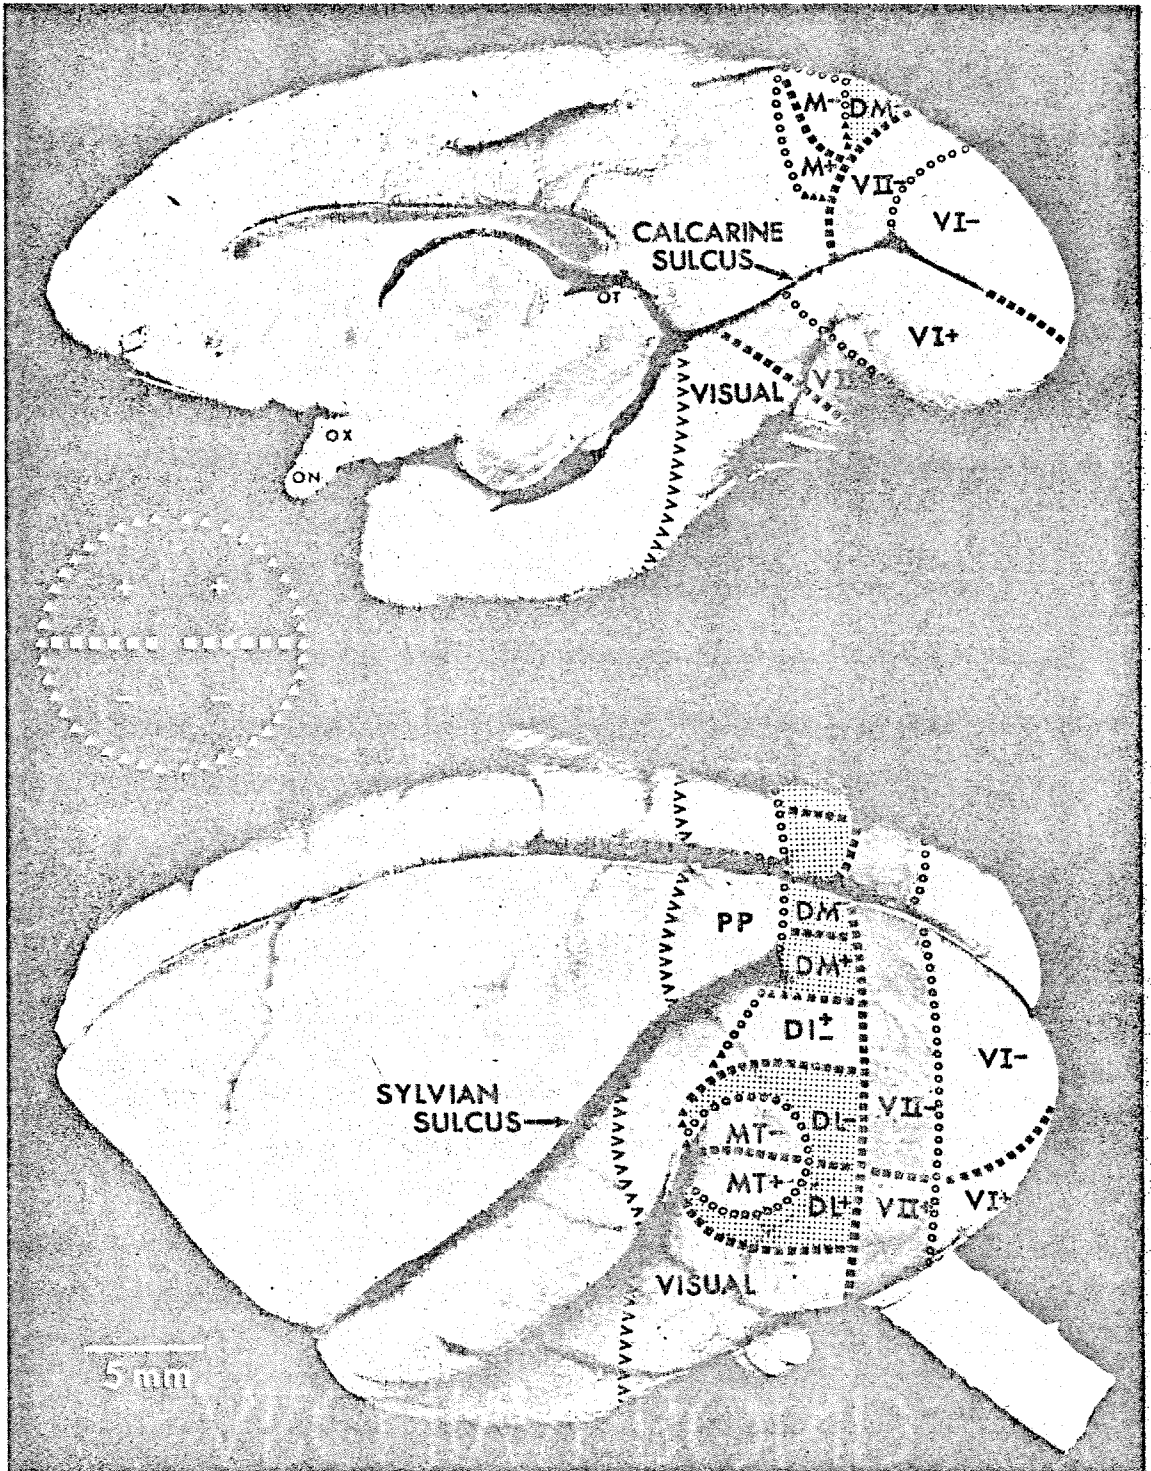 M-
DM-
M+
VII-
VI-
CALCARINE
SULCUS
OT
VI+
VISUAL
VII
OX
ON
+ +
- -
PP
DM
DM+
DI±
VI-
SYLVIAN
SULCUS
VII-
DL-
MT-
MT+
DL+
VII+
VI+
VISUAL
5 mm